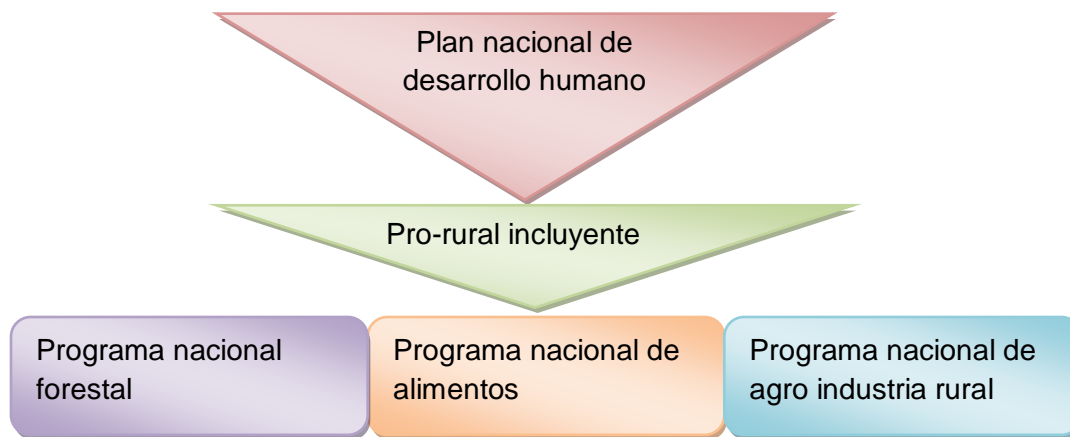 Plan nacional de
desarrollo humano
Pro-rural incluyente
Programa nacional
forestal
Programa nacional de
alimentos
Programa nacional de
agro industria rural